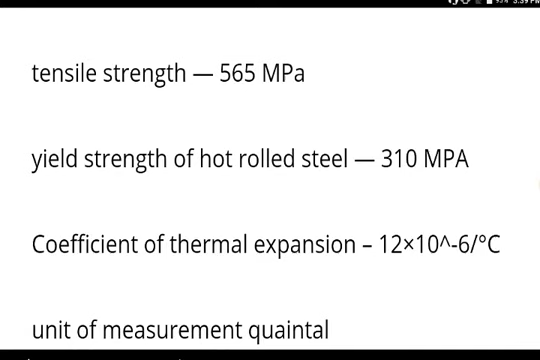 tensile strength — 565 MPa
yield strength of hot rolled steel — 310 MPA
Coefficient of thermal expansion – 12×10^-6/°C
unit of measurement quaintal